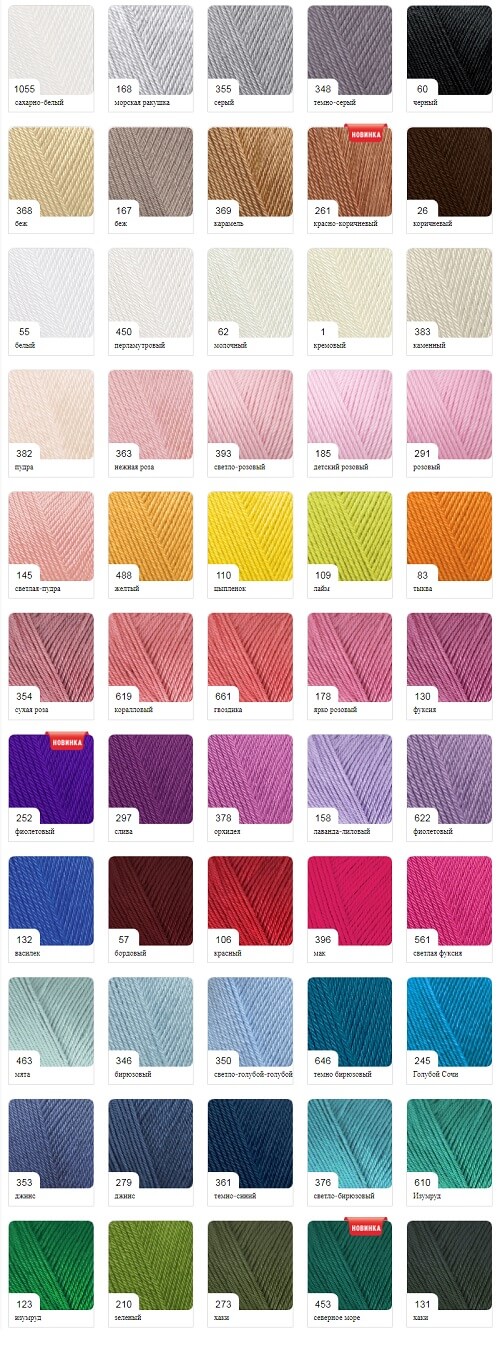 1055
сахарно-белый
168
морская ракушка
355
серый
348
темно-серый
60
черный
368
беж
167
беж
369
карамель
НОВИНКА
261
красно-коричневый
26
коричневый
55
белый
450
перламутровый
62
молочный
1
кремовый
383
каменный
382
пудра
363
нежная роза
393
светло-розовый
185
детский розовый
291
розовый
145
светлая-пудра
488
желтый
110
цыпленок
109
лайм
83
тыква
354
сухая роза
619
коралловый
661
гвоздика
178
ярко розовый
130
фуксия
НОВИНКА
252
фиолетовый
297
слива
378
орхидея
158
лаванда-лиловый
622
фиолетовый
132
василек
57
бордовый
106
красный
396
мак
561
светлая фуксия
463
мята
346
бирюзовый
350
светло-голубой-голубой
646
темно бирюзовый
245
Голубой Сочи
353
джинс
279
джинс
361
темно-синий
376
светло-бирюзовый
610
Изумруд
123
изумруд
210
зеленый
273
хаки
НОВИНКА
453
северное море
131
хаки